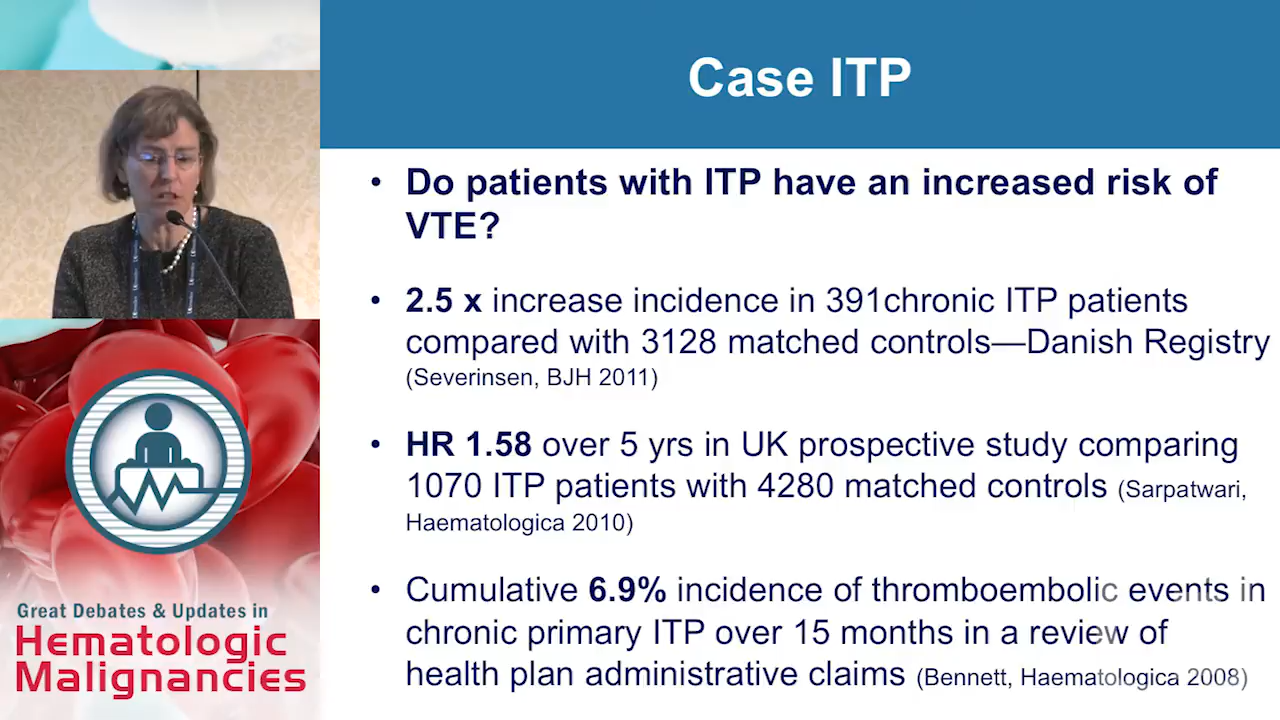 Case ITP
• Do patients with ITP have an increased risk of
VTE?
• 2.5 x increase incidence in 391chronic ITP patients
compared with 3128 matched controls—Danish Registry
(Severinsen, BJH 2011)
• HR 1.58 over 5 yrs in UK prospective study comparing
1070 ITP patients with 4280 matched controls (Sarpatwari,
Haematologica 2010)
• Cumulative 6.9% incidence of thromboembolic events in
chronic primary ITP over 15 months in a review of
health plan administrative claims (Bennett, Haematologica 2008)
Great Debates & Updates in
Hematologic
Malignancies